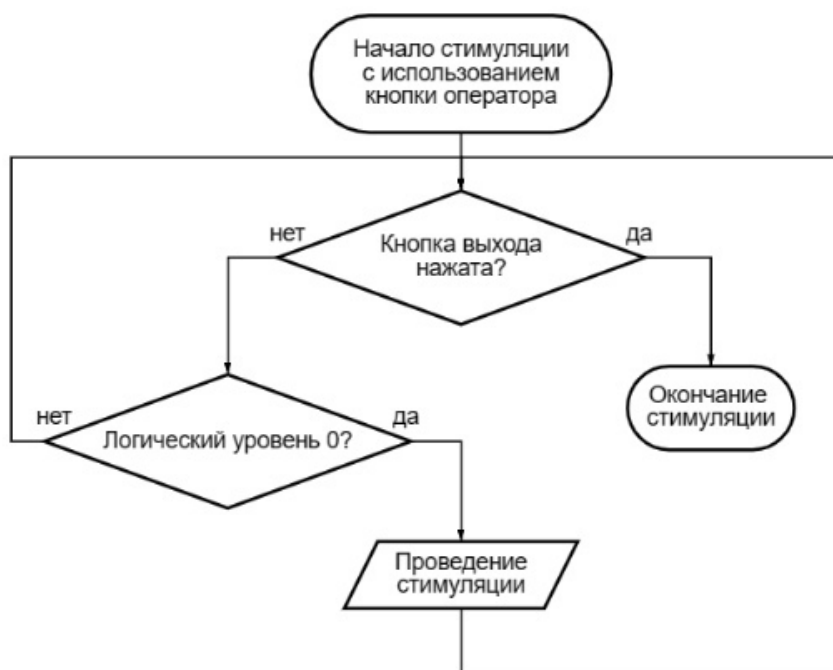 Начало стимуляции
с использованием
кнопки оператора
нет
Кнопка выхода
нажата?
да
Окончание
стимуляции
нет
Логический уровень 0?
да
Проведение
стимуляции